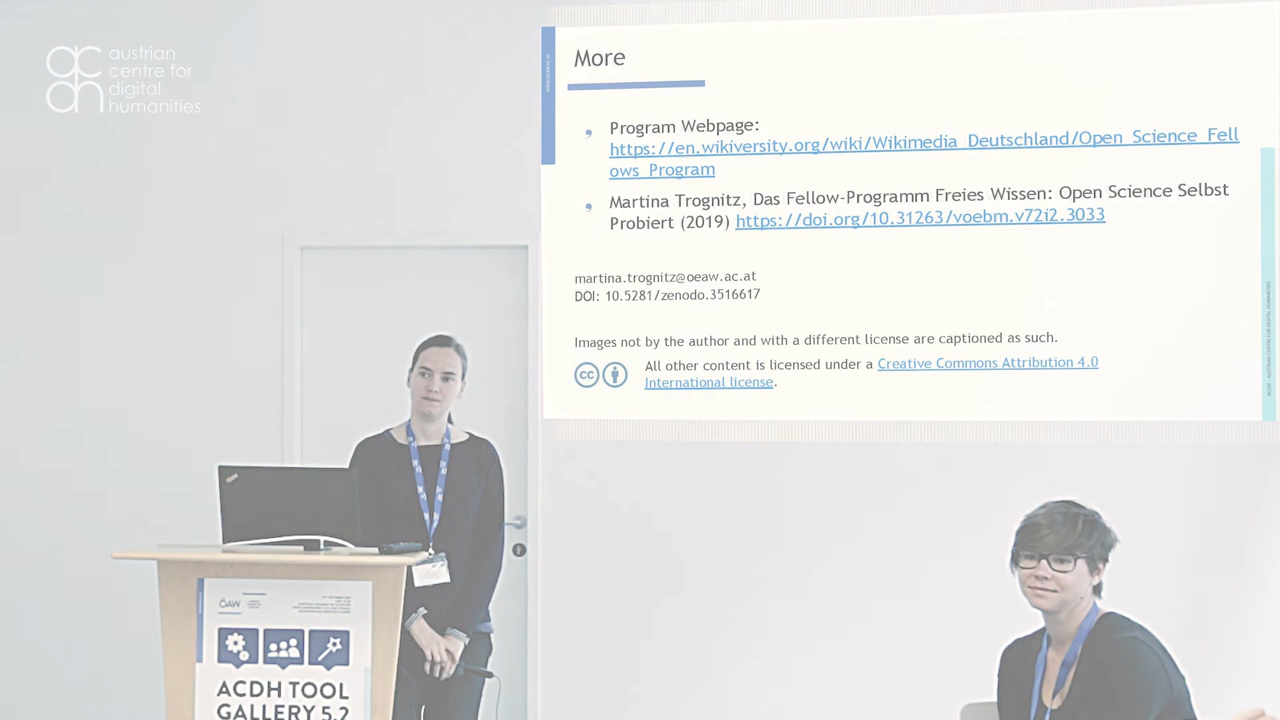 austrian
centre for
digital
humanities
More
Program Webpage:
https://en.wikiversity.org/wiki/Wikimedia_Deutschland/Open_Science_Fell
ows_Program
Martina Trognitz, Das Fellow-Programm Freies Wissen: Open Science Selbst
Probiert (2019) https://doi.org/10.31263/voebm.v72i2.3033
martina.trognitz@oeaw.ac.at
DOI: 10.5281/zenodo.3516617
Images not by the author and with a different license are captioned as such.
cc
All other content is licensed under a Creative Commons Attribution 4.0
International license.
ÖAW
ACDH TOOL
GALLERY 5.2